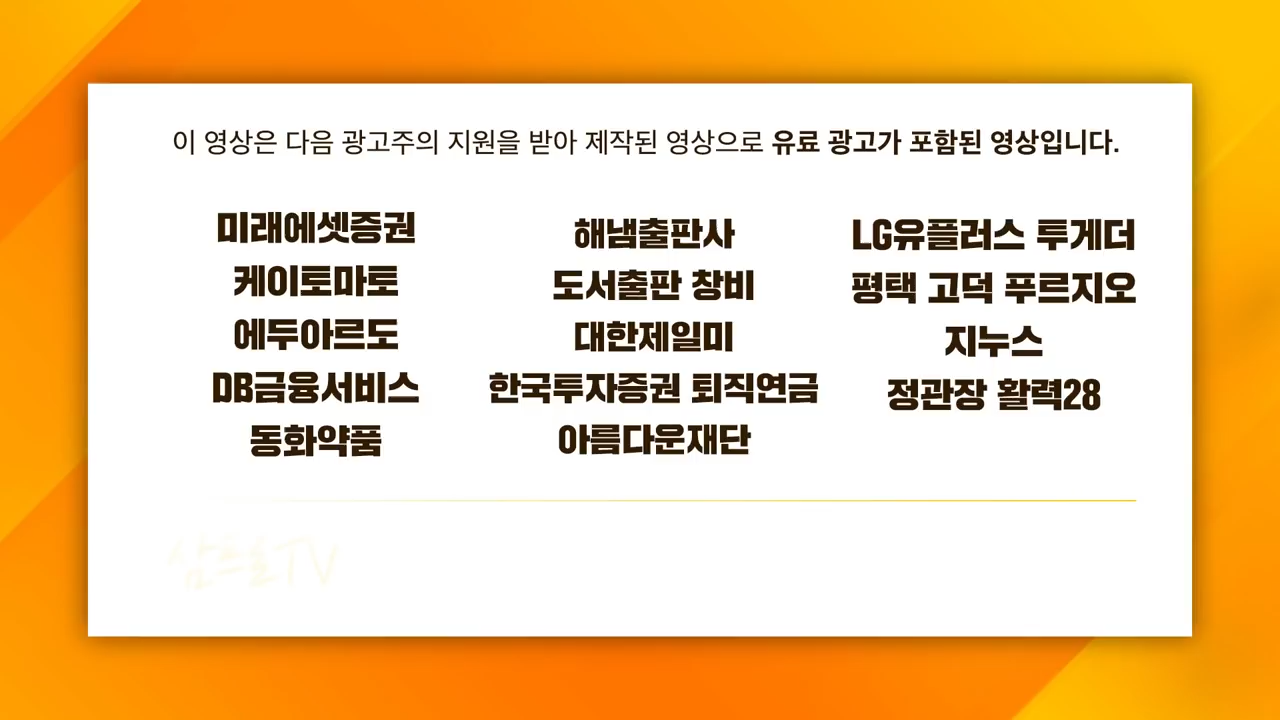 이 영상은 다음 광고주의 지원을 받아 제작된 영상으로 유료 광고가 포함된 영상입니다.
미래에셋증권
케이토마토
에두아르도
DB금융서비스
동화약품
해냄출판사
도서출판 창비
대한제일미
한국투자증권 퇴직연금
아름다운재단
LG유플러스 투게더
평택 고덕 푸르지오
지누스
정관장 활력28
삼프로TV